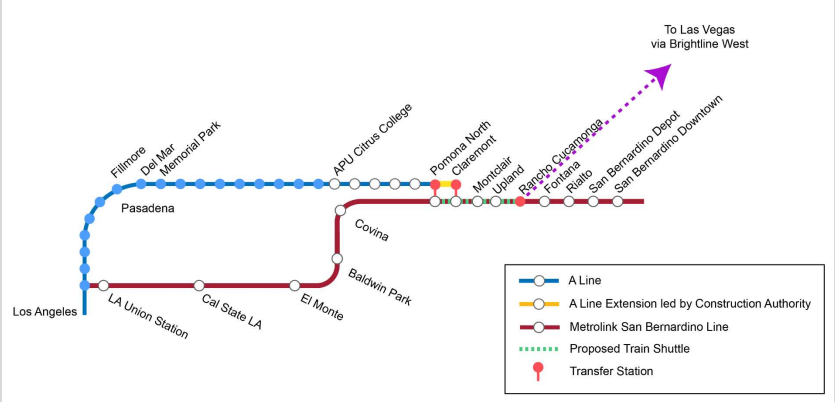 To Las Vegas
via Brightline West
Fillmore
Del Mar
Memorial Park
APU Citrus College
Pomona North
Claremont
Montclair
Upland
Rancho Cucamonga
Fontana
Rialto
San Bernardino Depot
San Bernardino Downtown
Pasadena
Covina
Baldwin Park
Los Angeles
LA Union Station
Cal State LA
El Monte
A Line
A Line Extension led by Construction Authority
Metrolink San Bernardino Line
Proposed Train Shuttle
Transfer Station